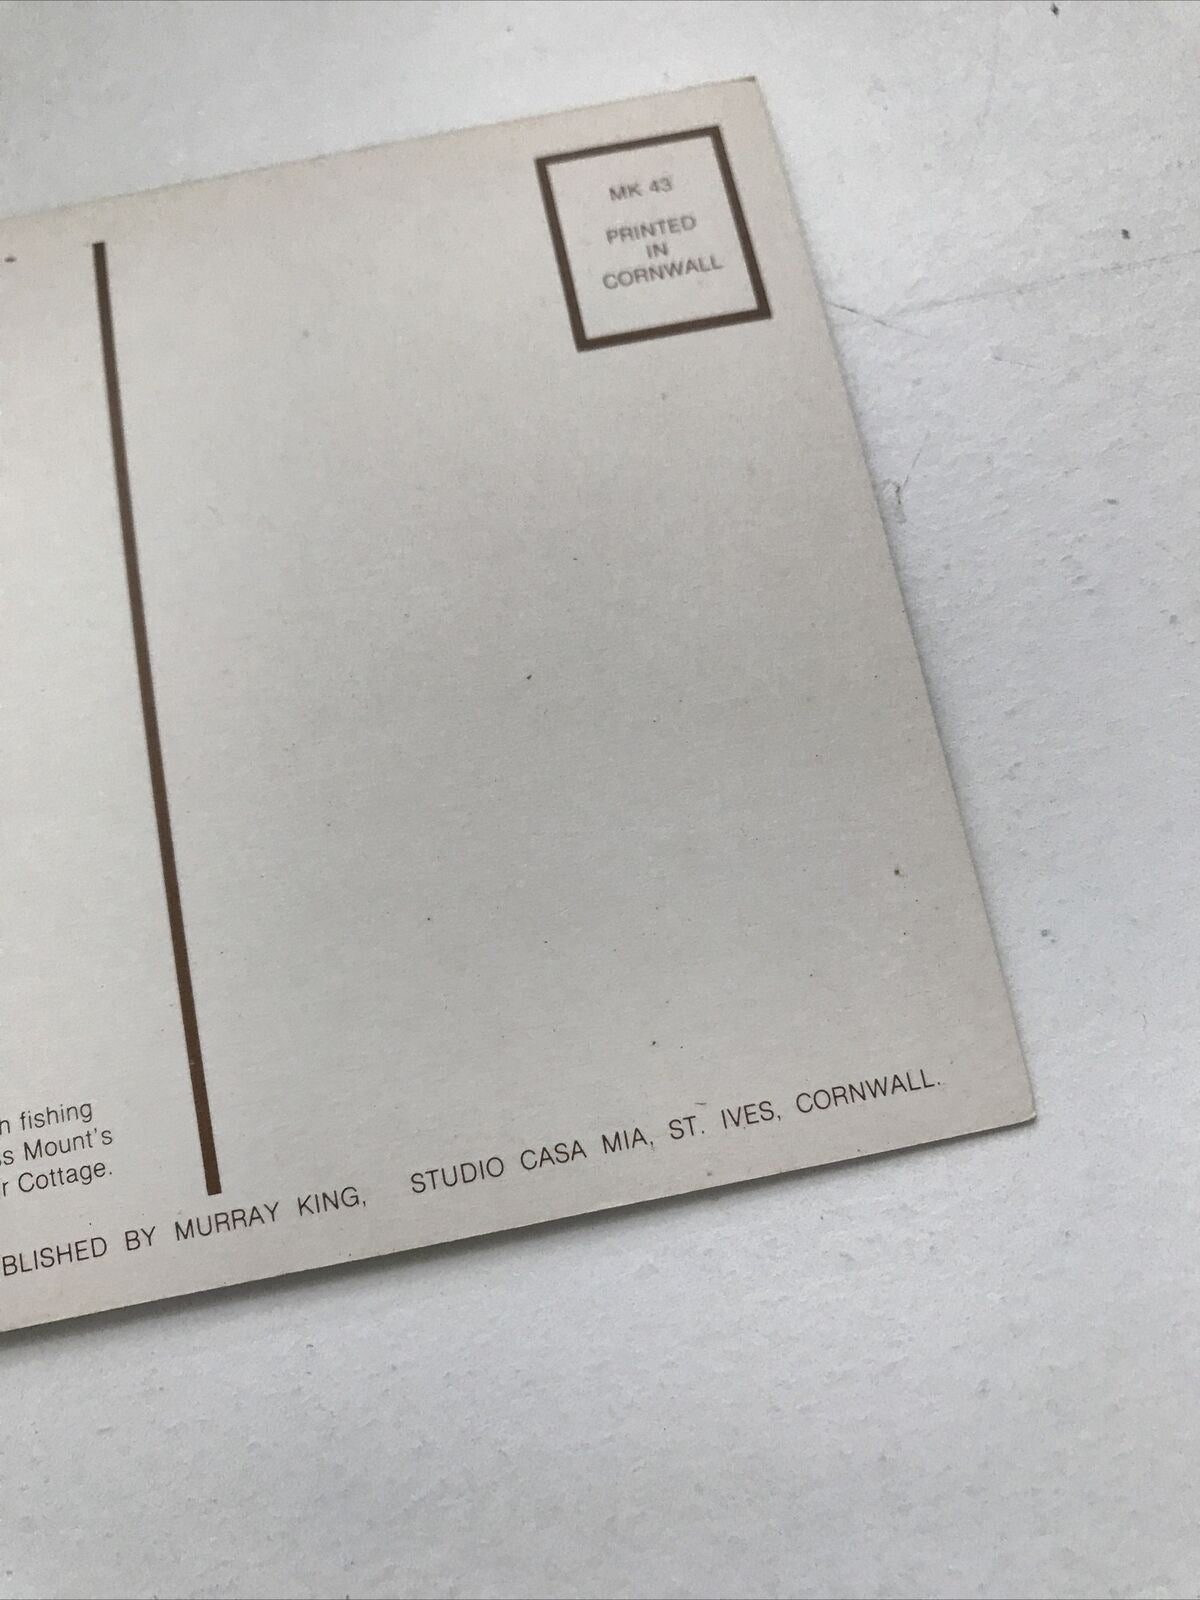 MK 43
PRINTED
IN
CORNWALL
fishing
Mount's
Cottage.
BLISHED BY MURRAY KING, STUDIO CASA MIA, ST. IVES, CORNWALL.